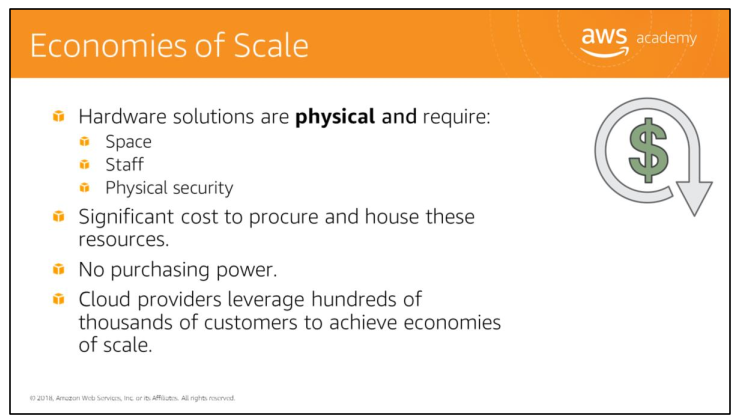 Economies of Scale
aws academy
Hardware solutions are physical and require:
Space
Staff
Physical security
Significant cost to procure and house these
resources.
No purchasing power.
Cloud providers leverage hundreds of
thousands of customers to achieve economies
of scale.
$
© 2018, Amazon Web Services, Inc. or its Affiliates. All rights reserved.